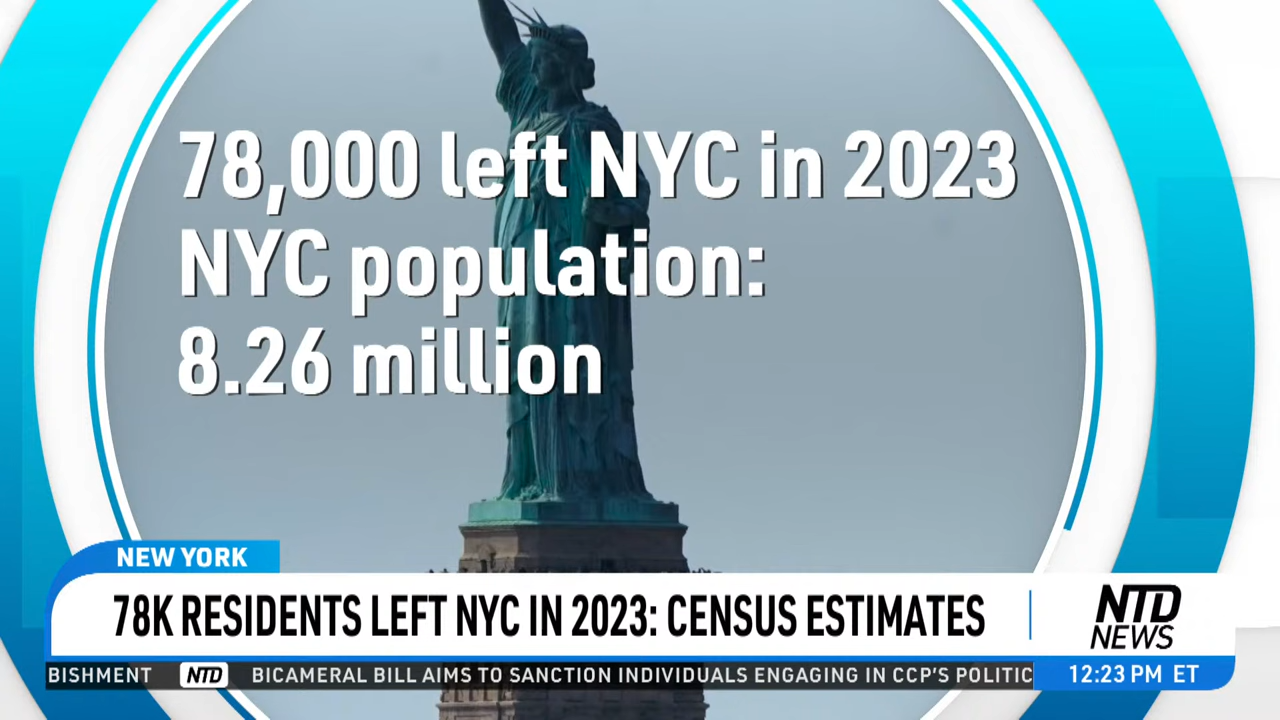 78,000 left NYC in 2023
NYC population:
8.26 million
NEW YORK
78K RESIDENTS LEFT NYC IN 2023: CENSUS ESTIMATES
NTD
NEWS
BISHMENT NTD BICAMERAL BILL AIMS TO SANCTION INDIVIDUALS ENGAGING IN CCP'S POLITIC
12:23 PM ET